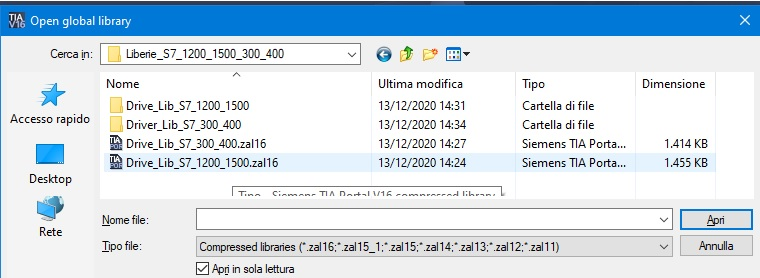 TIA V16 Open global library
Cerca in: Liberie_S7_1200_1500_300_400
Nome Ultima modifica Tipo Dimensione
Drive_Lib_S7_1200_1500 13/12/2020 14:31 Cartella di file
Driver_Lib_S7_300_400 13/12/2020 14:34 Cartella di file
Drive_Lib_S7_300_400.zal16 13/12/2020 14:27 Siemens TIA Porta... 1.414 KB
Drive_Lib_S7_1200_1500.zal16 13/12/2020 14:24 Siemens TIA Porta... 1.455 KB
Tipo - Siemens TIA Portal V16 compressed library
Accesso rapido
Desktop
Rete
Nome file: Apri
Tipo file: Compressed libraries (*.zal16;*.zal15_1;*.zal15;*.zal14;*.zal13;*.zal12;*.zal11) Annulla
Apri in sola lettura